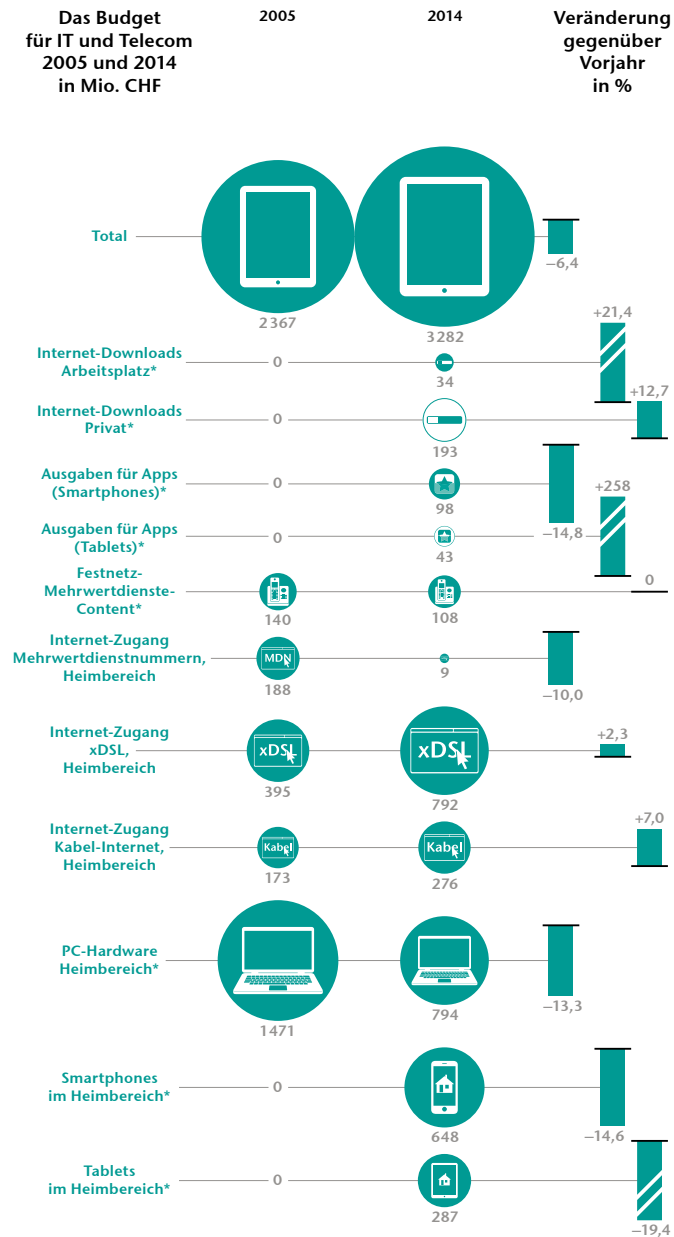 Das Budget
für IT und Telecom
2005 und 2014
in Mio. CHF
2005
2014
Veränderung
gegenüber
Vorjahr
in %
Total
2367
3282
–6,4
Internet-Downloads
Arbeitsplatz*
0
34
+21,4
Internet-Downloads
Privat*
0
193
+12,7
Ausgaben für Apps
(Smartphones)*
0
98
–14,8
Ausgaben für Apps
(Tablets)*
0
43
+258
Festnetz-
Mehrwertdienste-
Content*
140
108
0
Internet-Zugang
Mehrwertdienstnummern,
Heimbereich
MDN
188
9
–10,0
Internet-Zugang
xDSL,
Heimbereich
xDSL
395
xDSL
792
+2,3
Internet-Zugang
Kabel-Internet,
Heimbereich
Kabel
173
Kabel
276
+7,0
PC-Hardware
Heimbereich*
1471
794
–13,3
Smartphones
im Heimbereich*
0
648
–14,6
Tablets
im Heimbereich*
0
287
–19,4